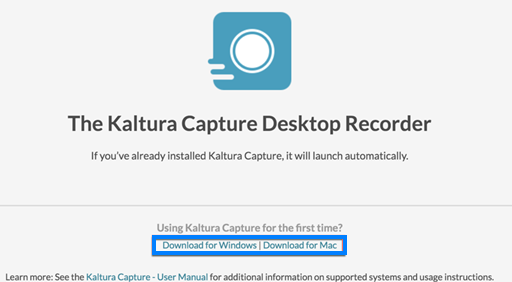 The Kaltura Capture Desktop Recorder
If you've already installed Kaltura Capture, it will launch automatically.
Using Kaltura Capture for the first time?
Download for Windows | Download for Mac
Learn more: See the Kaltura Capture - User Manual for additional information on supported systems and usage instructions.